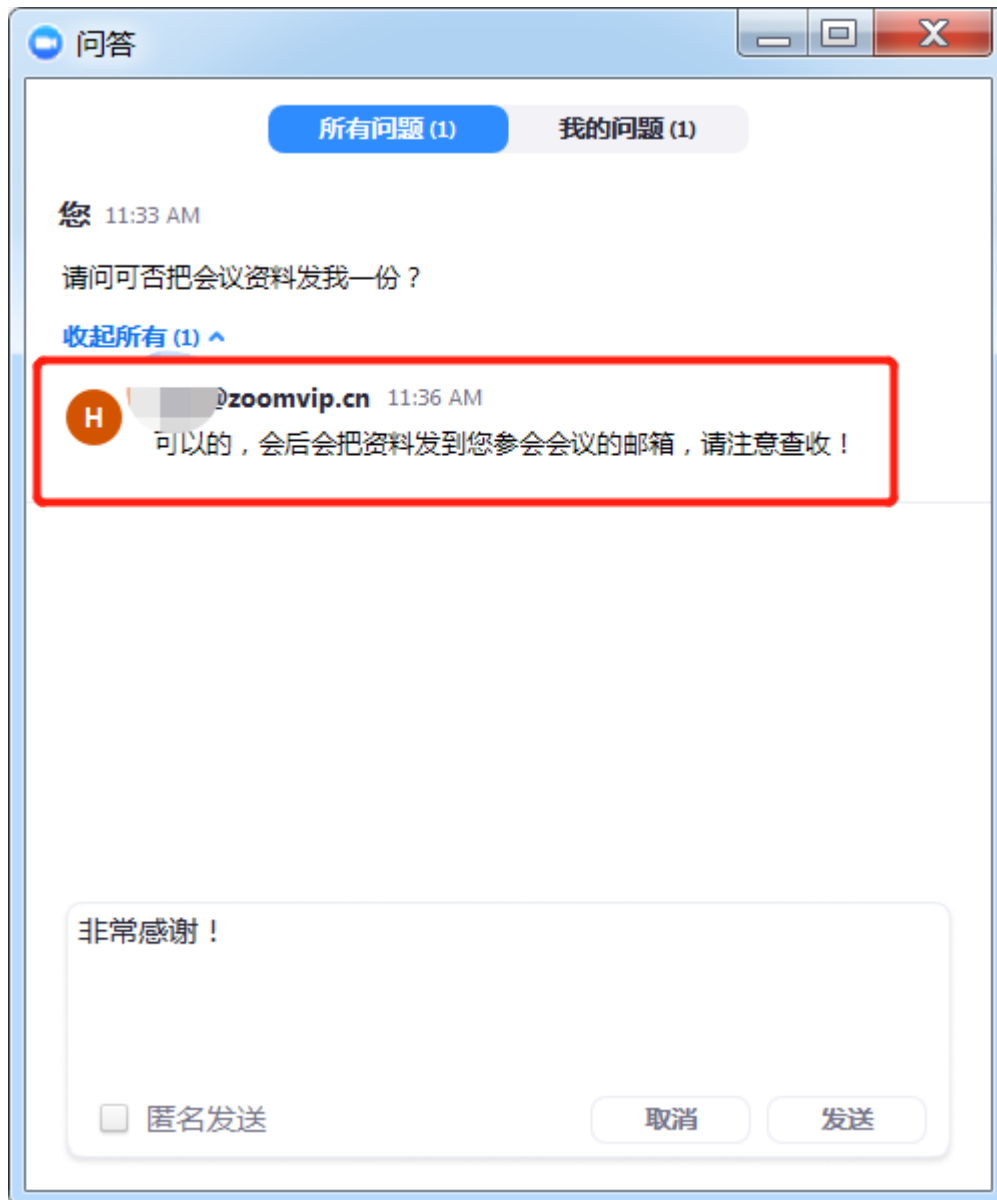 问答
所有问题 (1) 我的问题 (1)
您 11:33 AM
请问可否把会议资料发我一份？
收起所有 (1)
H @zoomvip.cn 11:36 AM
可以的，会后会把资料发到您参会会议的邮箱，请注意查收！
非常感谢！
匿名发送 取消 发送